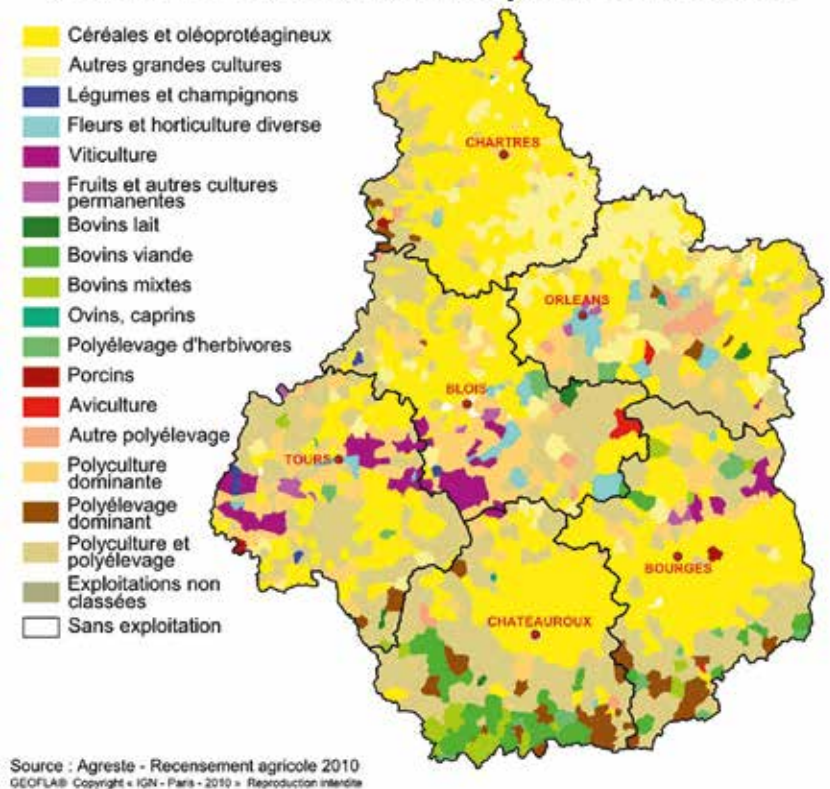 Céréales et oléoprotéagineux
Autres grandes cultures
Légumes et champignons
Fleurs et horticulture diverse
Viticulture
Fruits et autres cultures
permanentes
Bovins lait
Bovins viande
Bovins mixtes
Ovins, caprins
Polyélevage d'herbivores
Porcins
Aviculture
Autre polyélevage
Polyculture
dominante
Polyélevage
dominant
Polyculture et
polyélevage
Exploitations non
classées
Sans exploitation
CHARTRES
ORLEANS
BLOIS
TOURS
BOURGES
CHATEAUROUX
Source : Agreste - Recensement agricole 2010
GEOFLA® Copyright « IGN - Paris - 2010 » Reproduction interdite